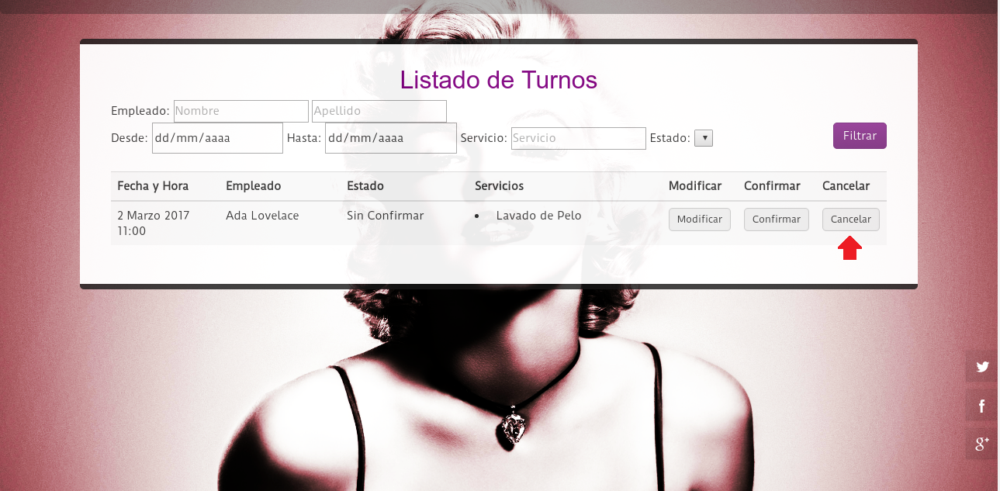 Listado de Turnos
Empleado: Nombre Apellido
Desde: dd/mm/aaaa Hasta: dd/mm/aaaa Servicio: Servicio Estado: Filtrar
Fecha y Hora Empleado Estado Servicios Modificar Confirmar Cancelar
2 Marzo 2017 Ada Lovelace Sin Confirmar • Lavado de Pelo Modificar Confirmar Cancelar
11:00
g+